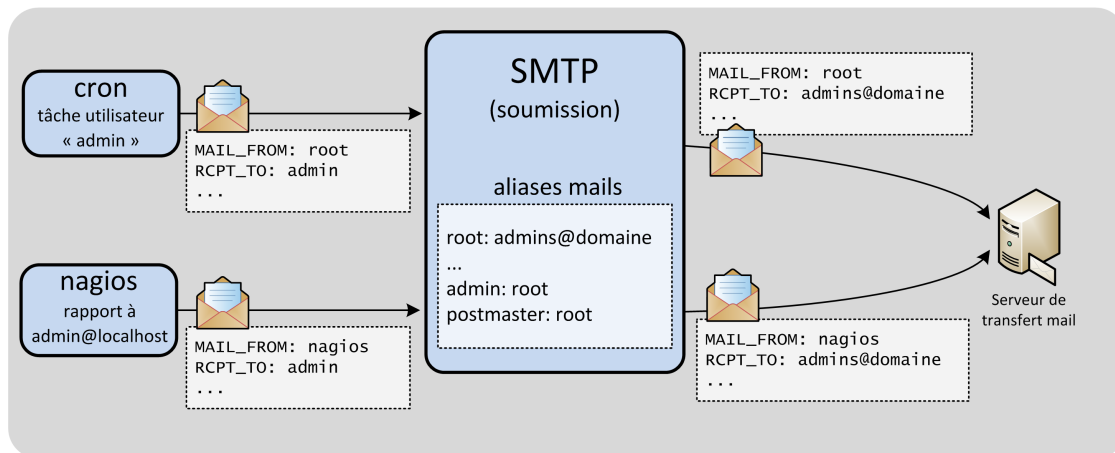 cron
tâche utilisateur
« admin »
MAIL_FROM: root
RCPT_TO: admin
...
nagios
rapport à
admin@localhost
MAIL_FROM: nagios
RCPT_TO: admin
...
SMTP
(soumission)
aliases mails
root: admins@domaine
...
admin: root
postmaster: root
MAIL_FROM: root
RCPT_TO: admins@domaine
...
MAIL_FROM: nagios
RCPT_TO: admins@domaine
...
Serveur de
transfert mail